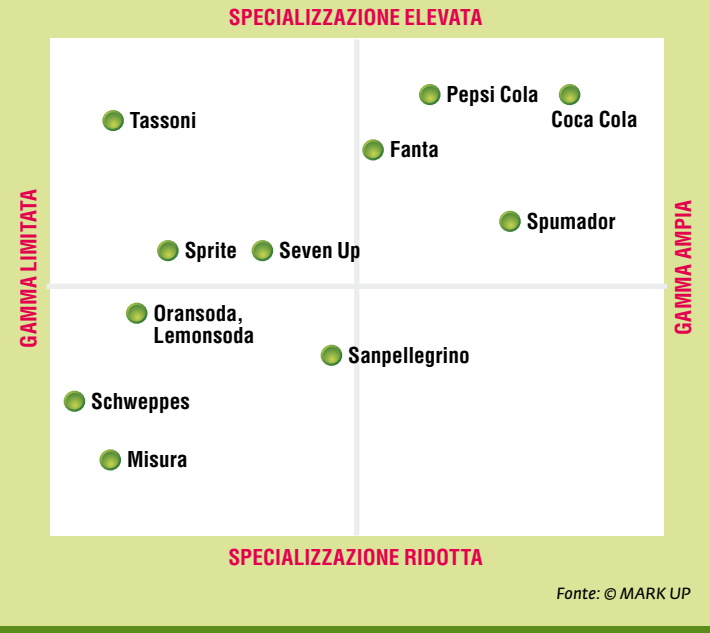 SPECIALIZZAZIONE ELEVATA
Pepsi Cola
Coca Cola
Tassoni
Fanta
GAMMA LIMITATA
GAMMA AMPIA
Spumador
Sprite
Seven Up
Oransoda,
Lemonsoda
Sanpellegrino
Schweppes
Misura
SPECIALIZZAZIONE RIDOTTA
Fonte: © MARK UP